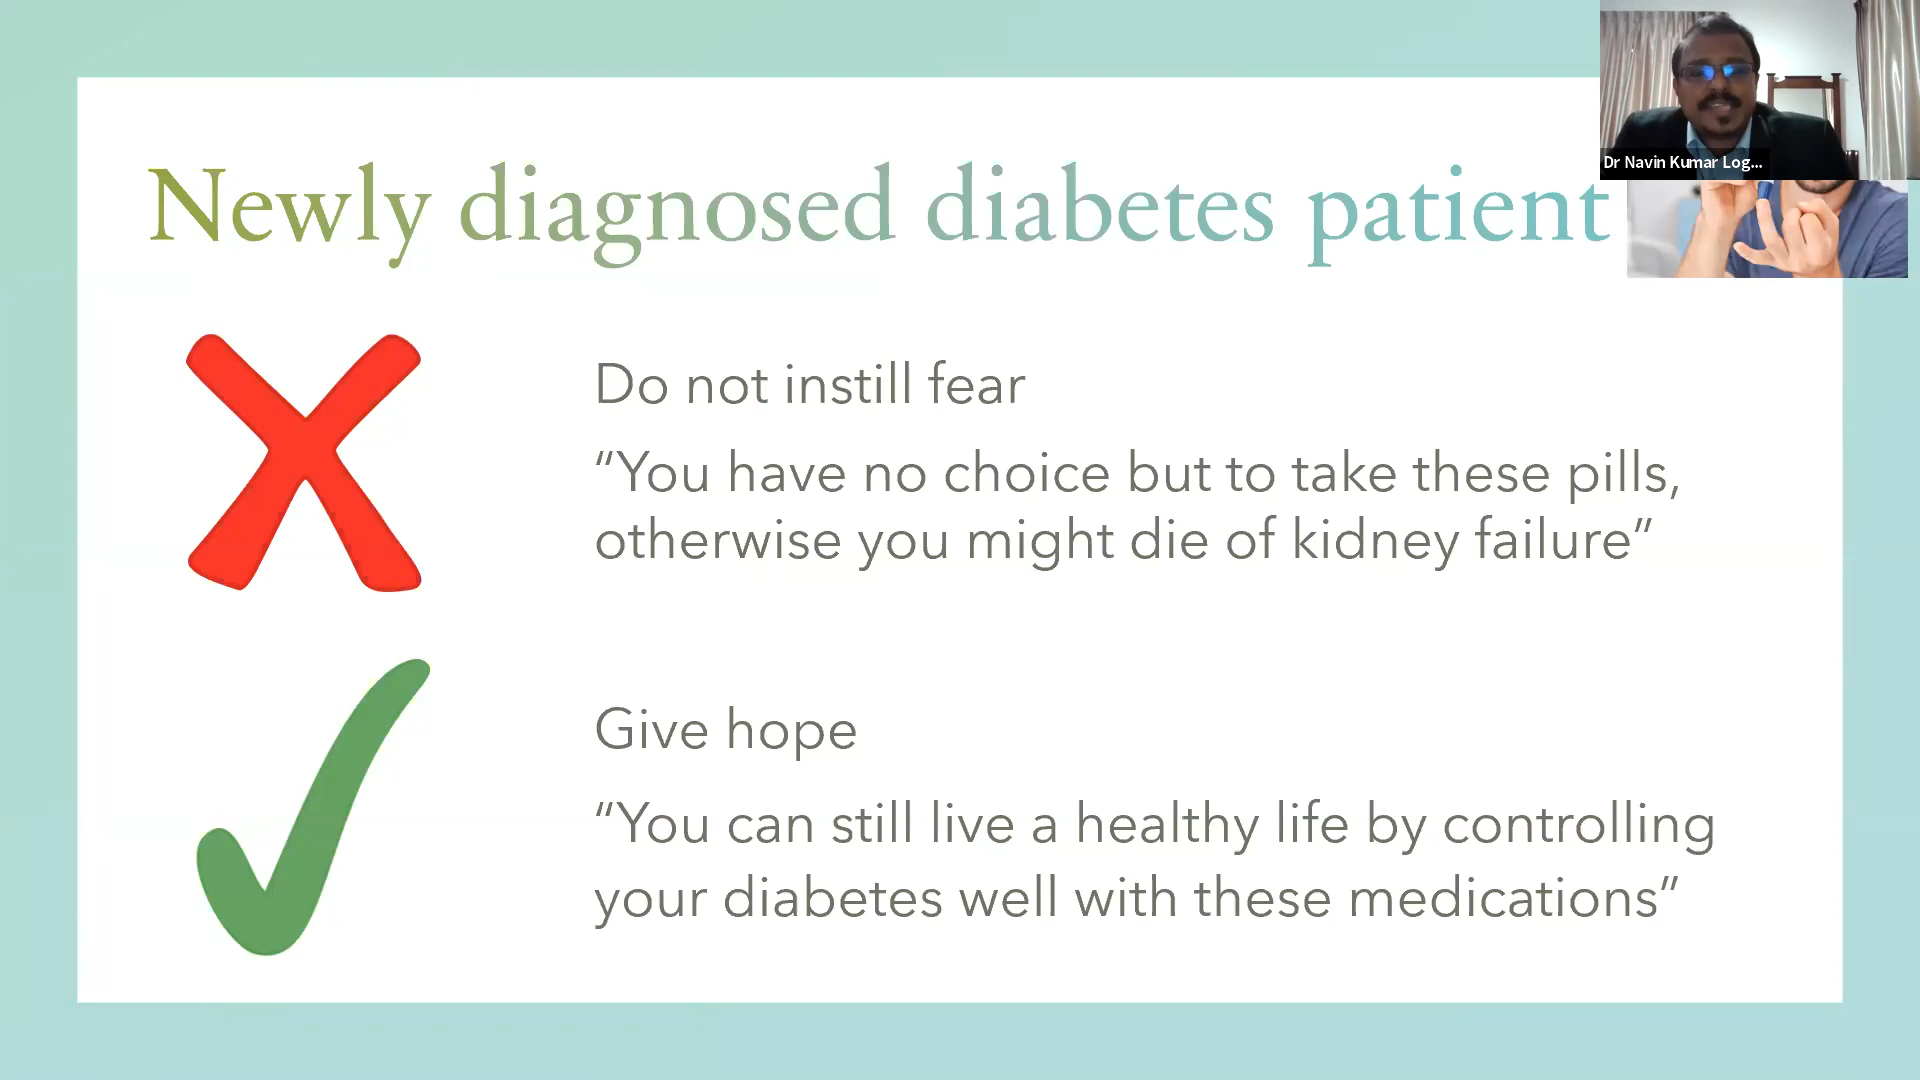 Dr Navin Kumar Log...
Newly diagnosed diabetes patient
Do not instill fear
“You have no choice but to take these pills,
otherwise you might die of kidney failure”
Give hope
“You can still live a healthy life by controlling
your diabetes well with these medications”